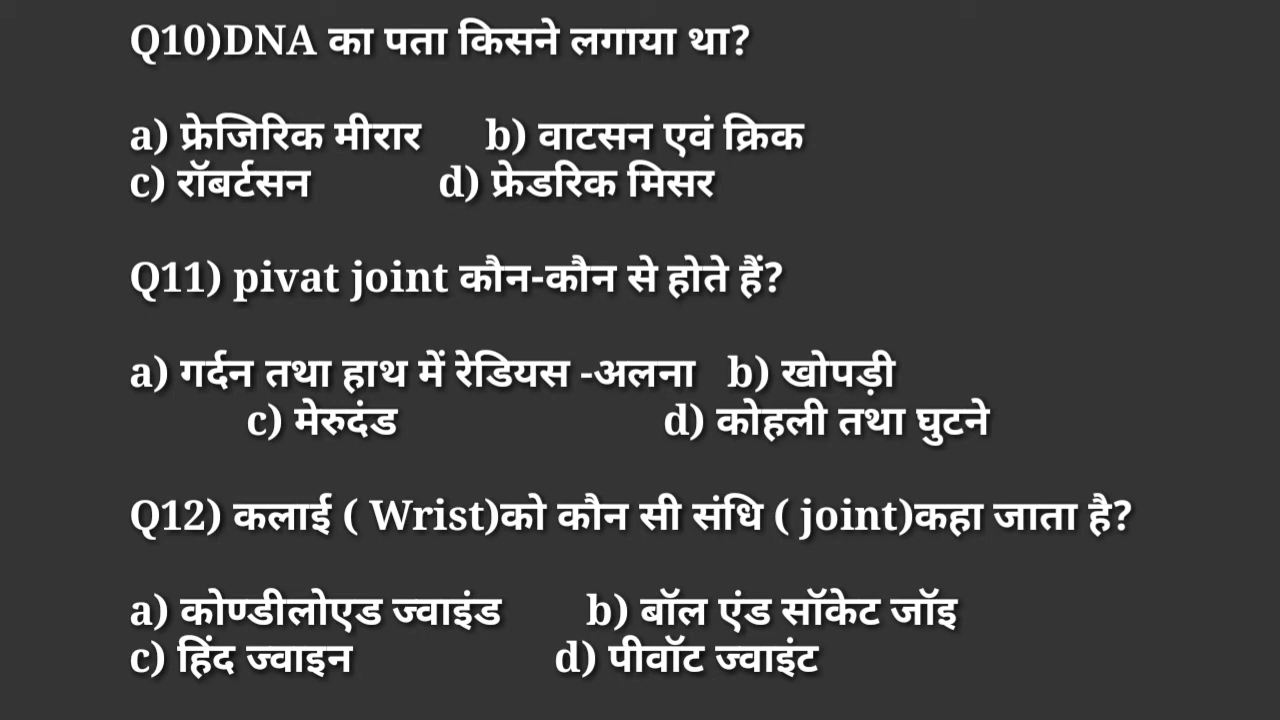 Q10)DNA का पता किसने लगाया था?
a) फ्रेजिरिक मीरार b) वाटसन एवं क्रिक
c) रॉबर्टसन d) फ्रेडरिक मिसर
Q11) pivat joint कौन-कौन से होते हैं?
a) गर्दन तथा हाथ में रेडियस -अलना b) खोपड़ी
c) मेरुदंड d) कोहली तथा घुटने
Q12) कलाई ( Wrist)को कौन सी संधि ( joint)कहा जाता है?
a) कोण्डीलोएड ज्वाइंड b) बॉल एंड सॉकेट जॉइ
c) हिंद ज्वाइन d) पीवॉट ज्वाइंट